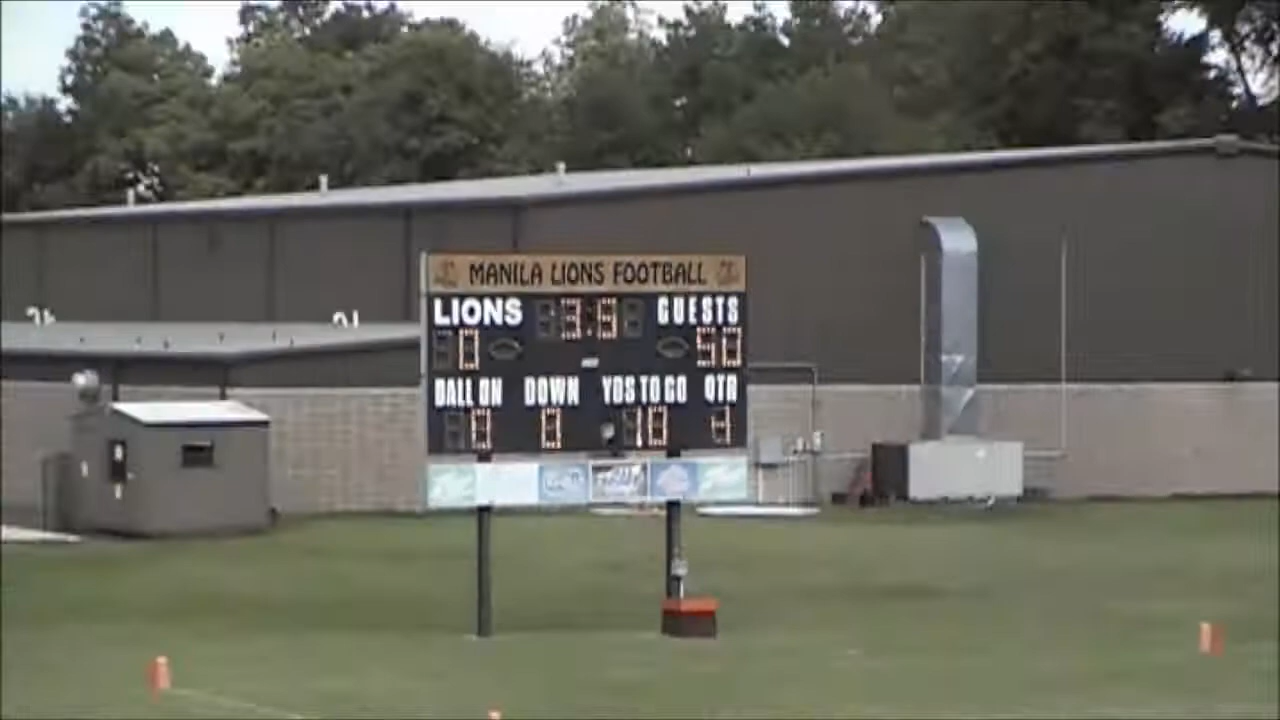 MANILA LIONS FOOTBALL
LIONS 3:5 GUESTS
0 50
BALL ON DOWN YDS TO GO QTR
0 0 10 4